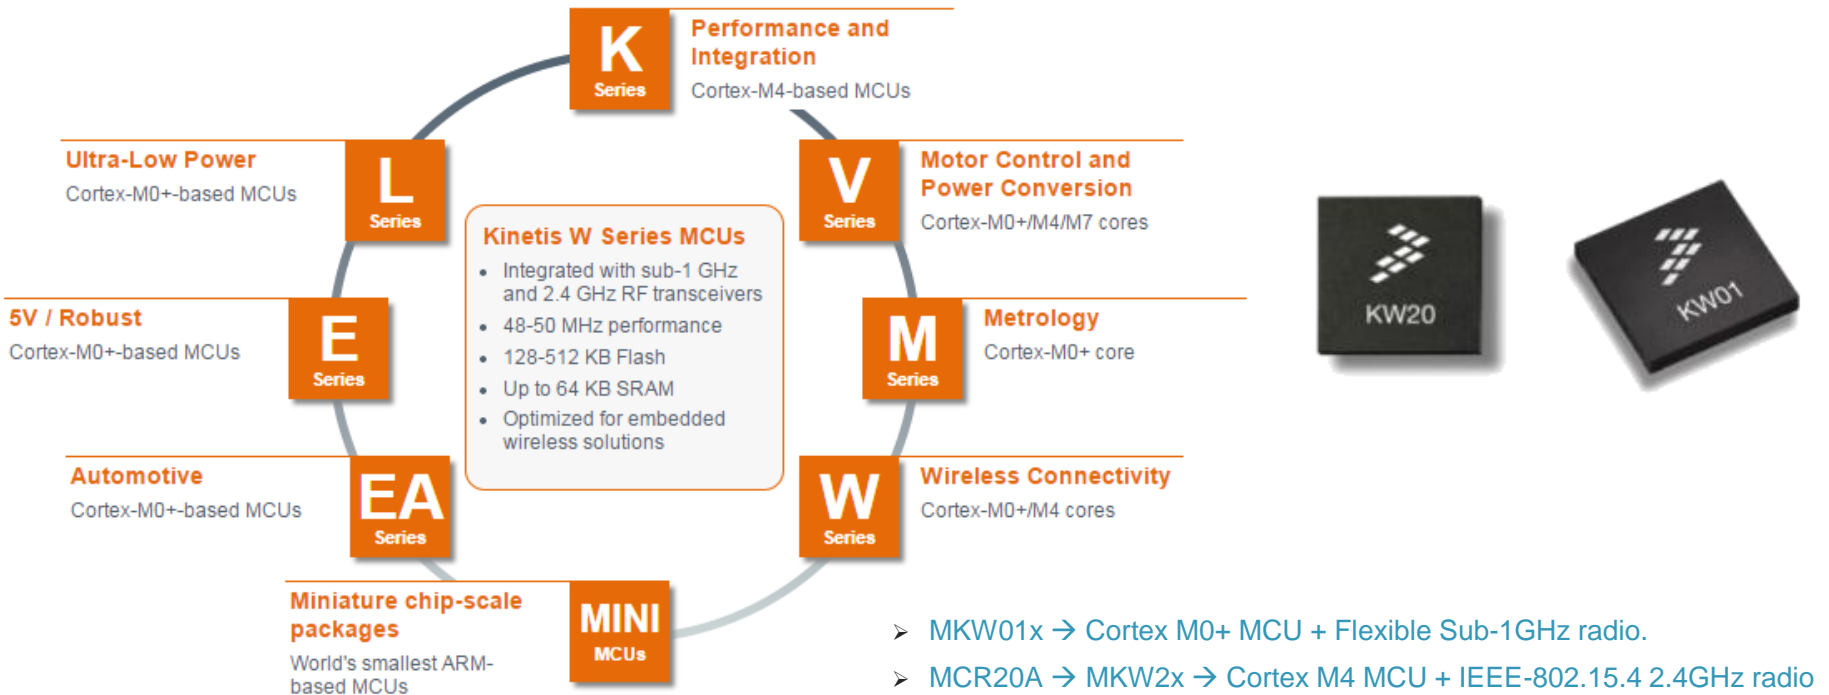 K
Series
Performance and
Integration
Cortex-M4-based MCUs
Ultra-Low Power
Cortex-M0+-based MCUs
L
Series
V
Series
Motor Control and
Power Conversion
Cortex-M0+/M4/M7 cores
Kinetis W Series MCUs
• Integrated with sub-1 GHz
and 2.4 GHz RF transceivers
• 48-50 MHz performance
• 128-512 KB Flash
• Up to 64 KB SRAM
• Optimized for embedded
wireless solutions
5V / Robust
Cortex-M0+-based MCUs
E
Series
M
Series
Metrology
Cortex-M0+ core
KW20
KW01
Automotive
Cortex-M0+-based MCUs
EA
Series
W
Series
Wireless Connectivity
Cortex-M0+/M4 cores
Miniature chip-scale
packages
World's smallest ARM-
based MCUs
MINI
MCUs
➢ MKW01x → Cortex M0+ MCU + Flexible Sub-1GHz radio.
➢ MCR20A → MKW2x → Cortex M4 MCU + IEEE-802.15.4 2.4GHz radio